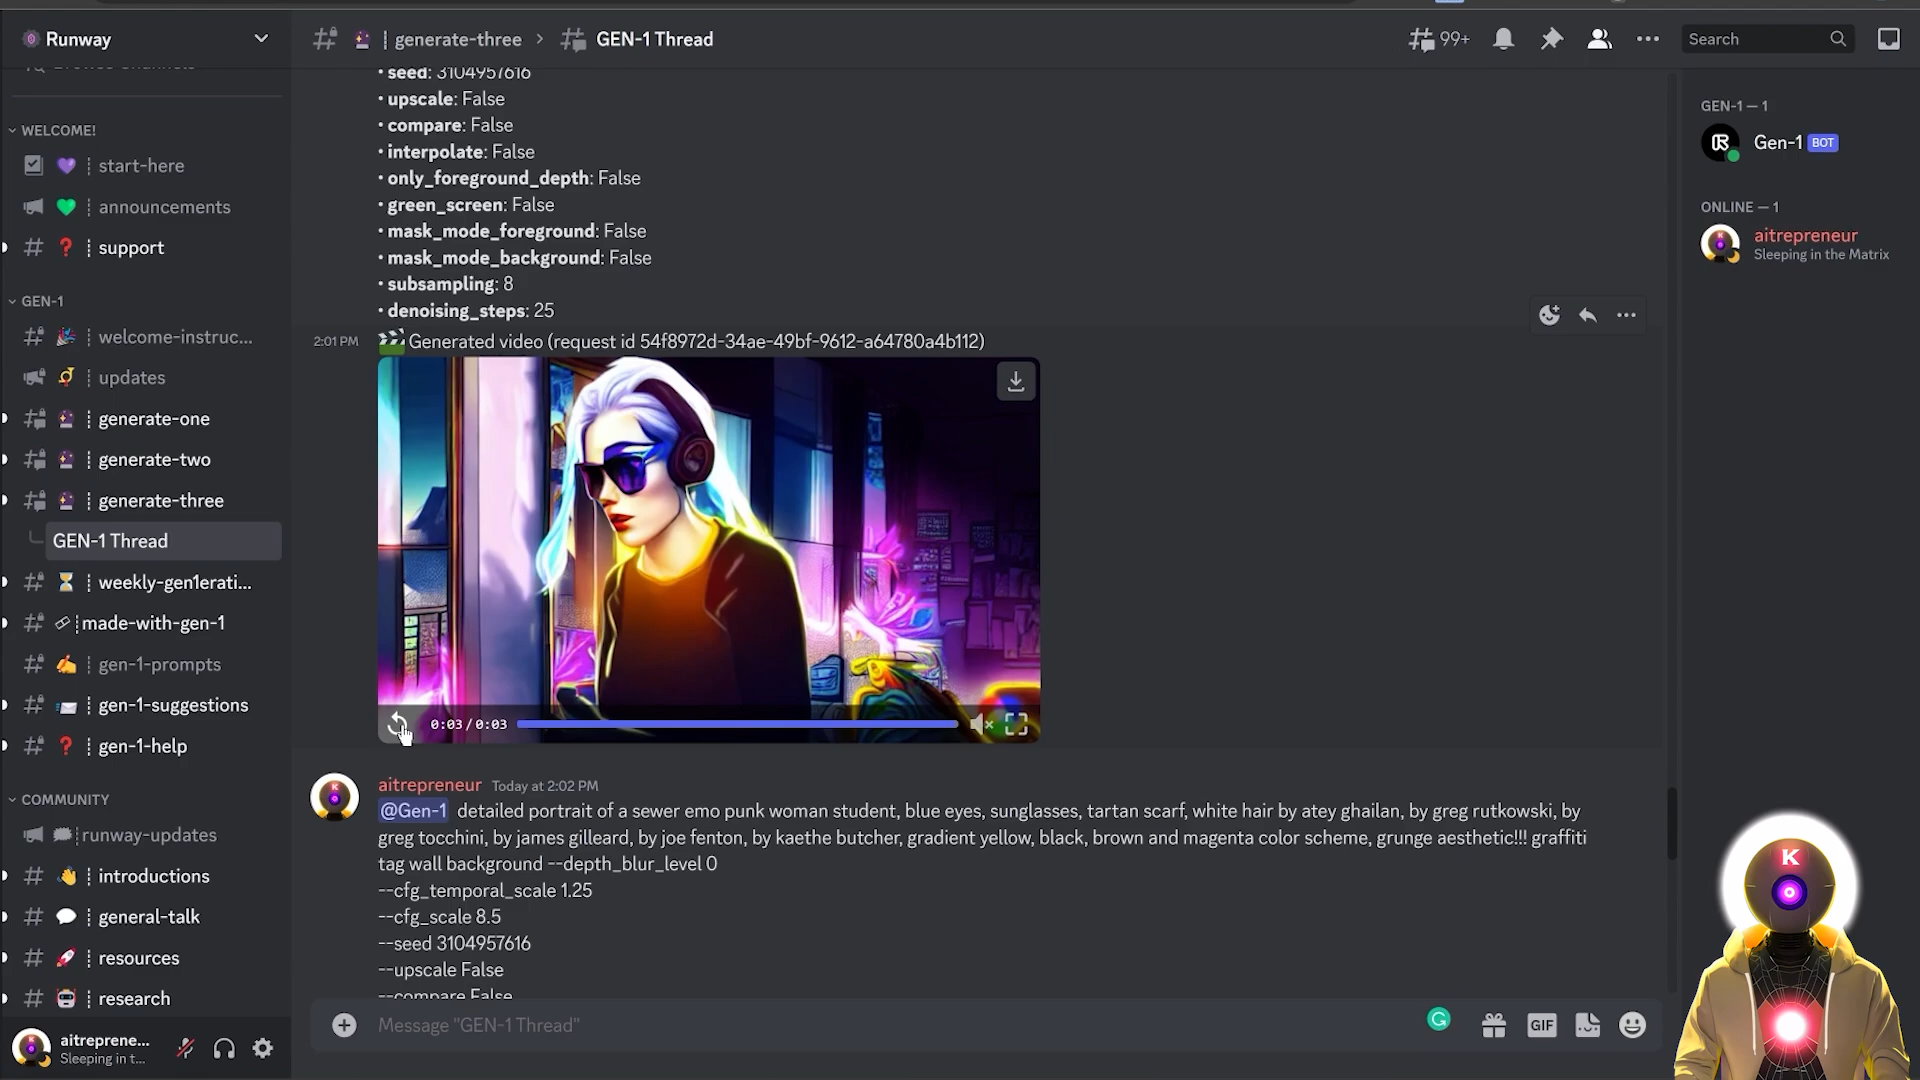 Runway
Browse Channels
WELCOME!
start-here
announcements
support
GEN-1
welcome-instruc...
updates
generate-one
generate-two
generate-three
GEN-1 Thread
weekly-gen1erati...
made-with-gen-1
gen-1-prompts
gen-1-suggestions
gen-1-help
COMMUNITY
runway-updates
introductions
general-talk
resources
research
aitreprene...
Sleeping in t...
generate-three > GEN-1 Thread
99+
Search
• seed: 3104957616
• upscale: False
• compare: False
• interpolate: False
• only_foreground_depth: False
• green_screen: False
• mask_mode_foreground: False
• mask_mode_background: False
• subsampling: 8
• denoising_steps: 25
2:01 PM Generated video (request id 54f8972d-34ae-49bf-9612-a64780a4b112)
0:03/0:03
aitrepreneur Today at 2:02 PM
@Gen-1 detailed portrait of a sewer emo punk woman student, blue eyes, sunglasses, tartan scarf, white hair by atey ghailan, by greg rutkowski, by
greg tocchini, by james gilleard, by joe fenton, by kaethe butcher, gradient yellow, black, brown and magenta color scheme, grunge aesthetic!!! graffiti
tag wall background --depth_blur_level 0
--cfg_temporal_scale 1.25
--cfg_scale 8.5
--seed 3104957616
--upscale False
--compare False
Message "GEN-1 Thread"
G
GIF
GEN-1 — 1
Gen-1 BOT
ONLINE — 1
aitrepreneur
Sleeping in the Matrix
K